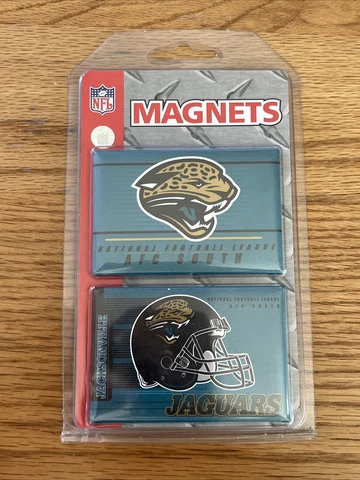 NFL
MAGNETS
NATIONAL FOOTBALL LEAGUE
AFC SOUTH
NATIONAL FOOTBALL LEAGUE
AFC SOUTH
JACKSONVILLE
JAGUARS